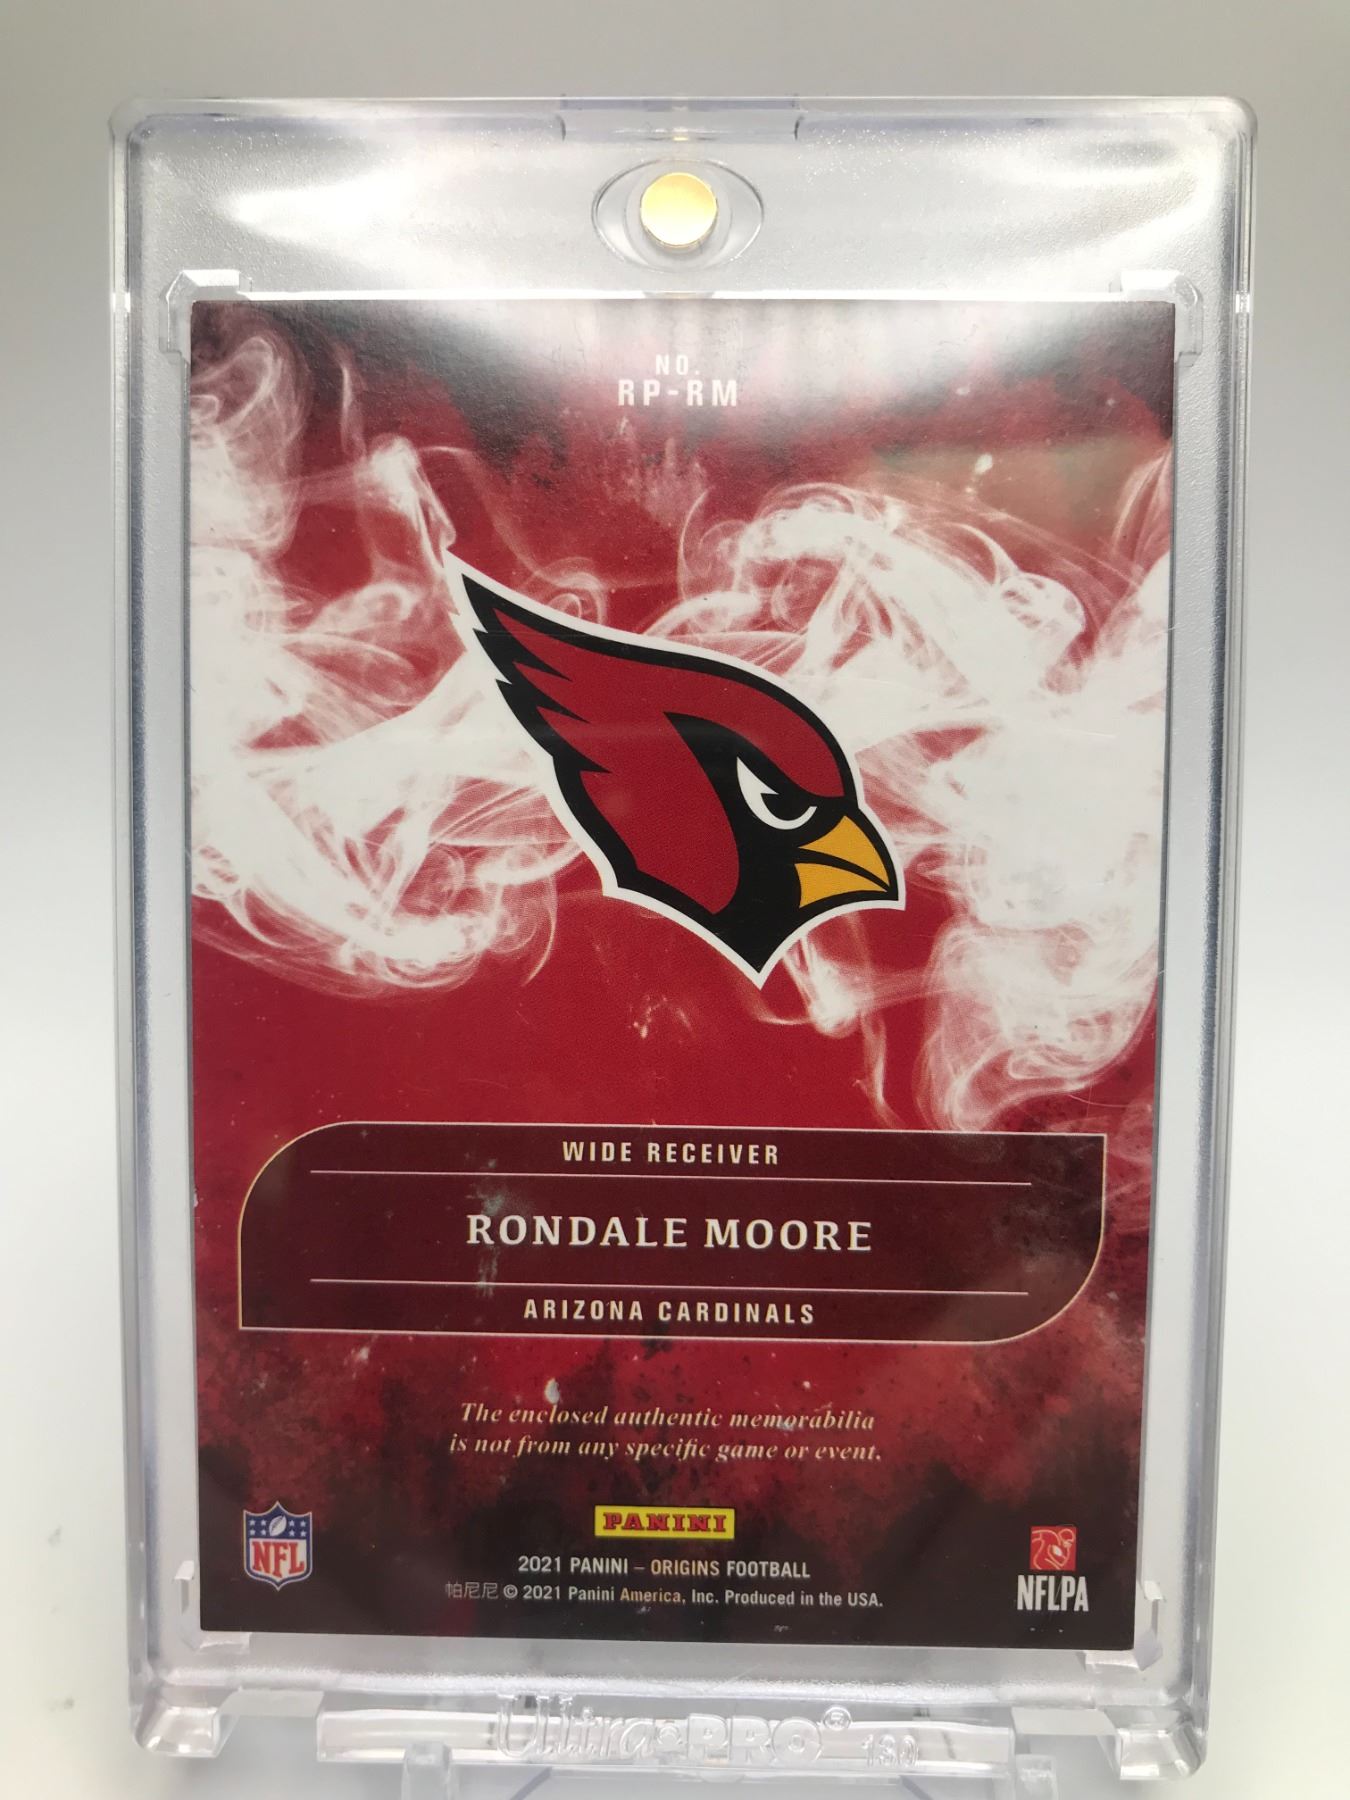 NO.
RP-RM
WIDE RECEIVER
RONDALE MOORE
ARIZONA CARDINALS
The enclosed authentic memorabilia
is not from any specific game or event.
PANINI
NFL
2021 PANINI – ORIGINS FOOTBALL
帕尼尼 © 2021 Panini America, Inc. Produced in the USA.
NFLPA
Ultra PRO® 130